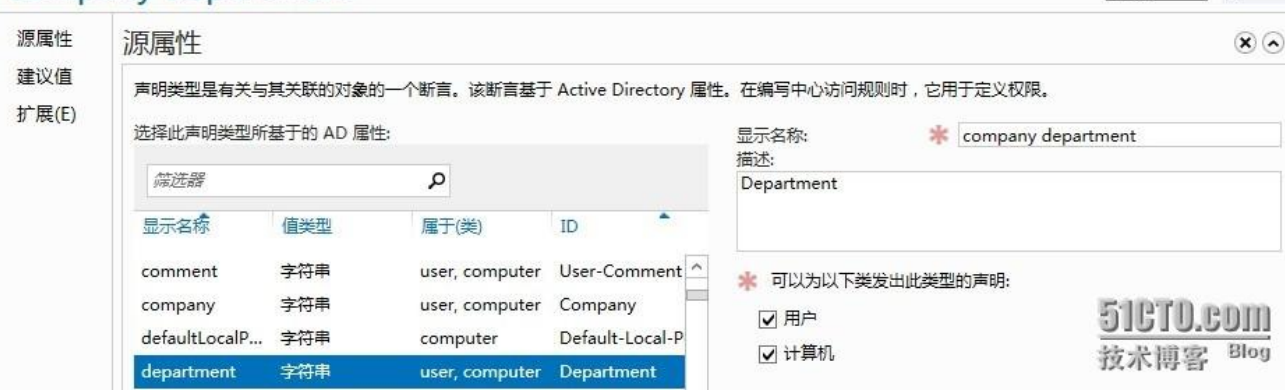 源属性
建议值
扩展(E)
源属性
声明类型是有关与其关联的对象的一个断言。该断言基于 Active Directory 属性。在编写中心访问规则时，它用于定义权限。
选择此声明类型所基于的 AD 属性:
筛选器
显示名称 值类型 属于(类) ID
comment 字符串 user, computer User-Comment
company 字符串 user, computer Company
defaultLocalP... 字符串 computer Default-Local-P
department 字符串 user, computer Department
显示名称: * company department
描述:
Department
* 可以为以下类发出此类型的声明:
用户
计算机
51CTO.com
技术博客 Blog